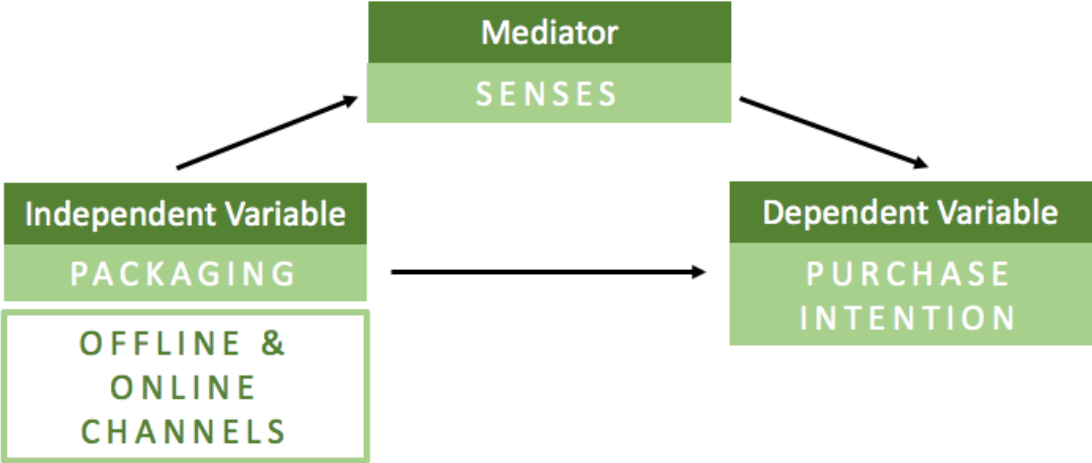 Mediator
SENSES
Independent Variable
PACKAGING
OFFLINE &
ONLINE
CHANNELS
Dependent Variable
PURCHASE
INTENTION